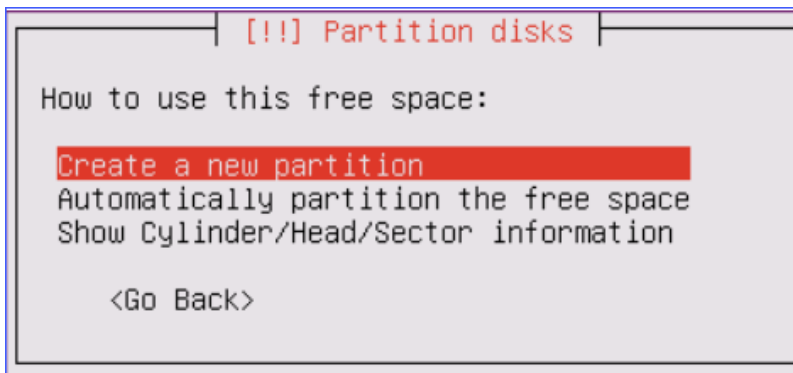 [!!] Partition disks
How to use this free space:
Create a new partition
Automatically partition the free space
Show Cylinder/Head/Sector information
<Go Back>